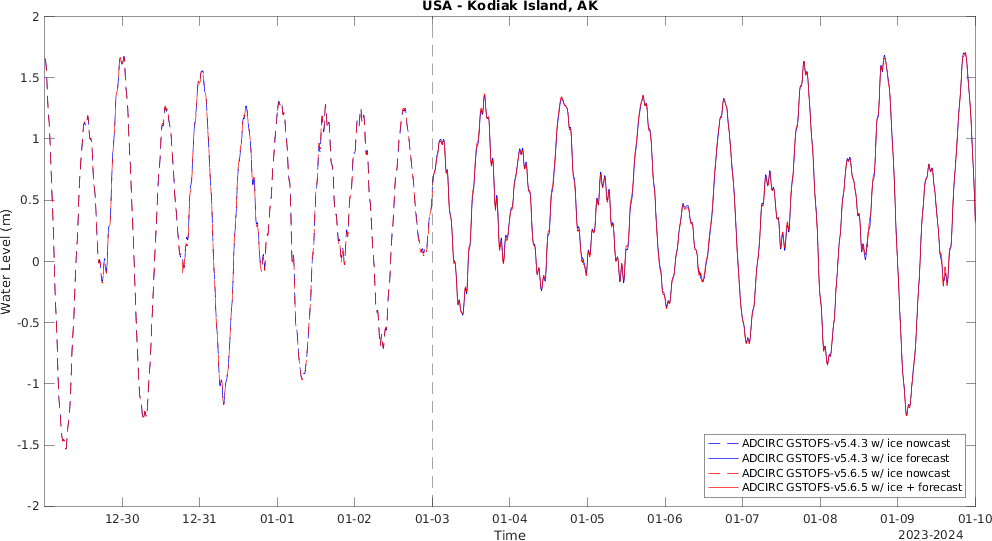 USA - Kodiak Island, AK
2
1.5
1
0.5
0
-0.5
-1
-1.5
-2
Water Level (m)
ADCIRC GSTOFS-v5.4.3 w/ ice nowcast
ADCIRC GSTOFS-v5.4.3 w/ ice forecast
ADCIRC GSTOFS-v5.6.5 w/ ice nowcast
ADCIRC GSTOFS-v5.6.5 w/ ice + forecast
12-30 12-31 01-01 01-02 01-03 01-04 01-05 01-06 01-07 01-08 01-09 01-10
Time
2023-2024